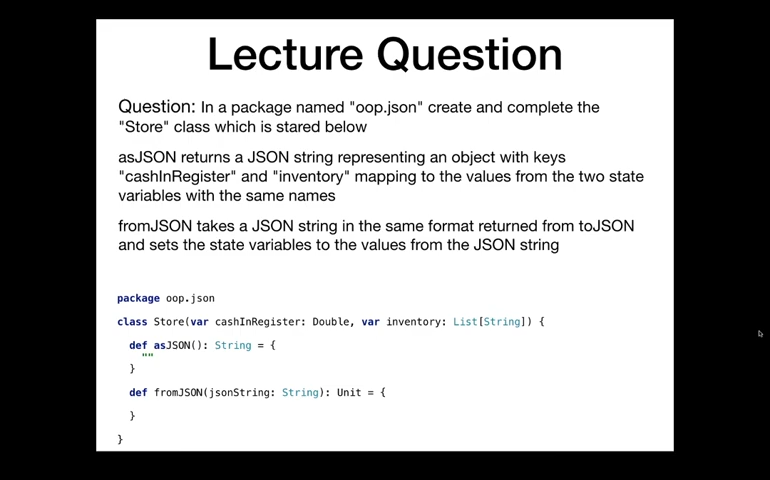 Lecture Question
Question: In a package named "oop.json" create and complete the
"Store" class which is stared below
asJSON returns a JSON string representing an object with keys
"cashInRegister" and "inventory" mapping to the values from the two state
variables with the same names
fromJSON takes a JSON string in the same format returned from toJSON
and sets the state variables to the values from the JSON string
package oop.json
class Store(var cashInRegister: Double, var inventory: List[String]) {
def asJSON(): String = {
""
}
def fromJSON(jsonString: String): Unit = {
}
}